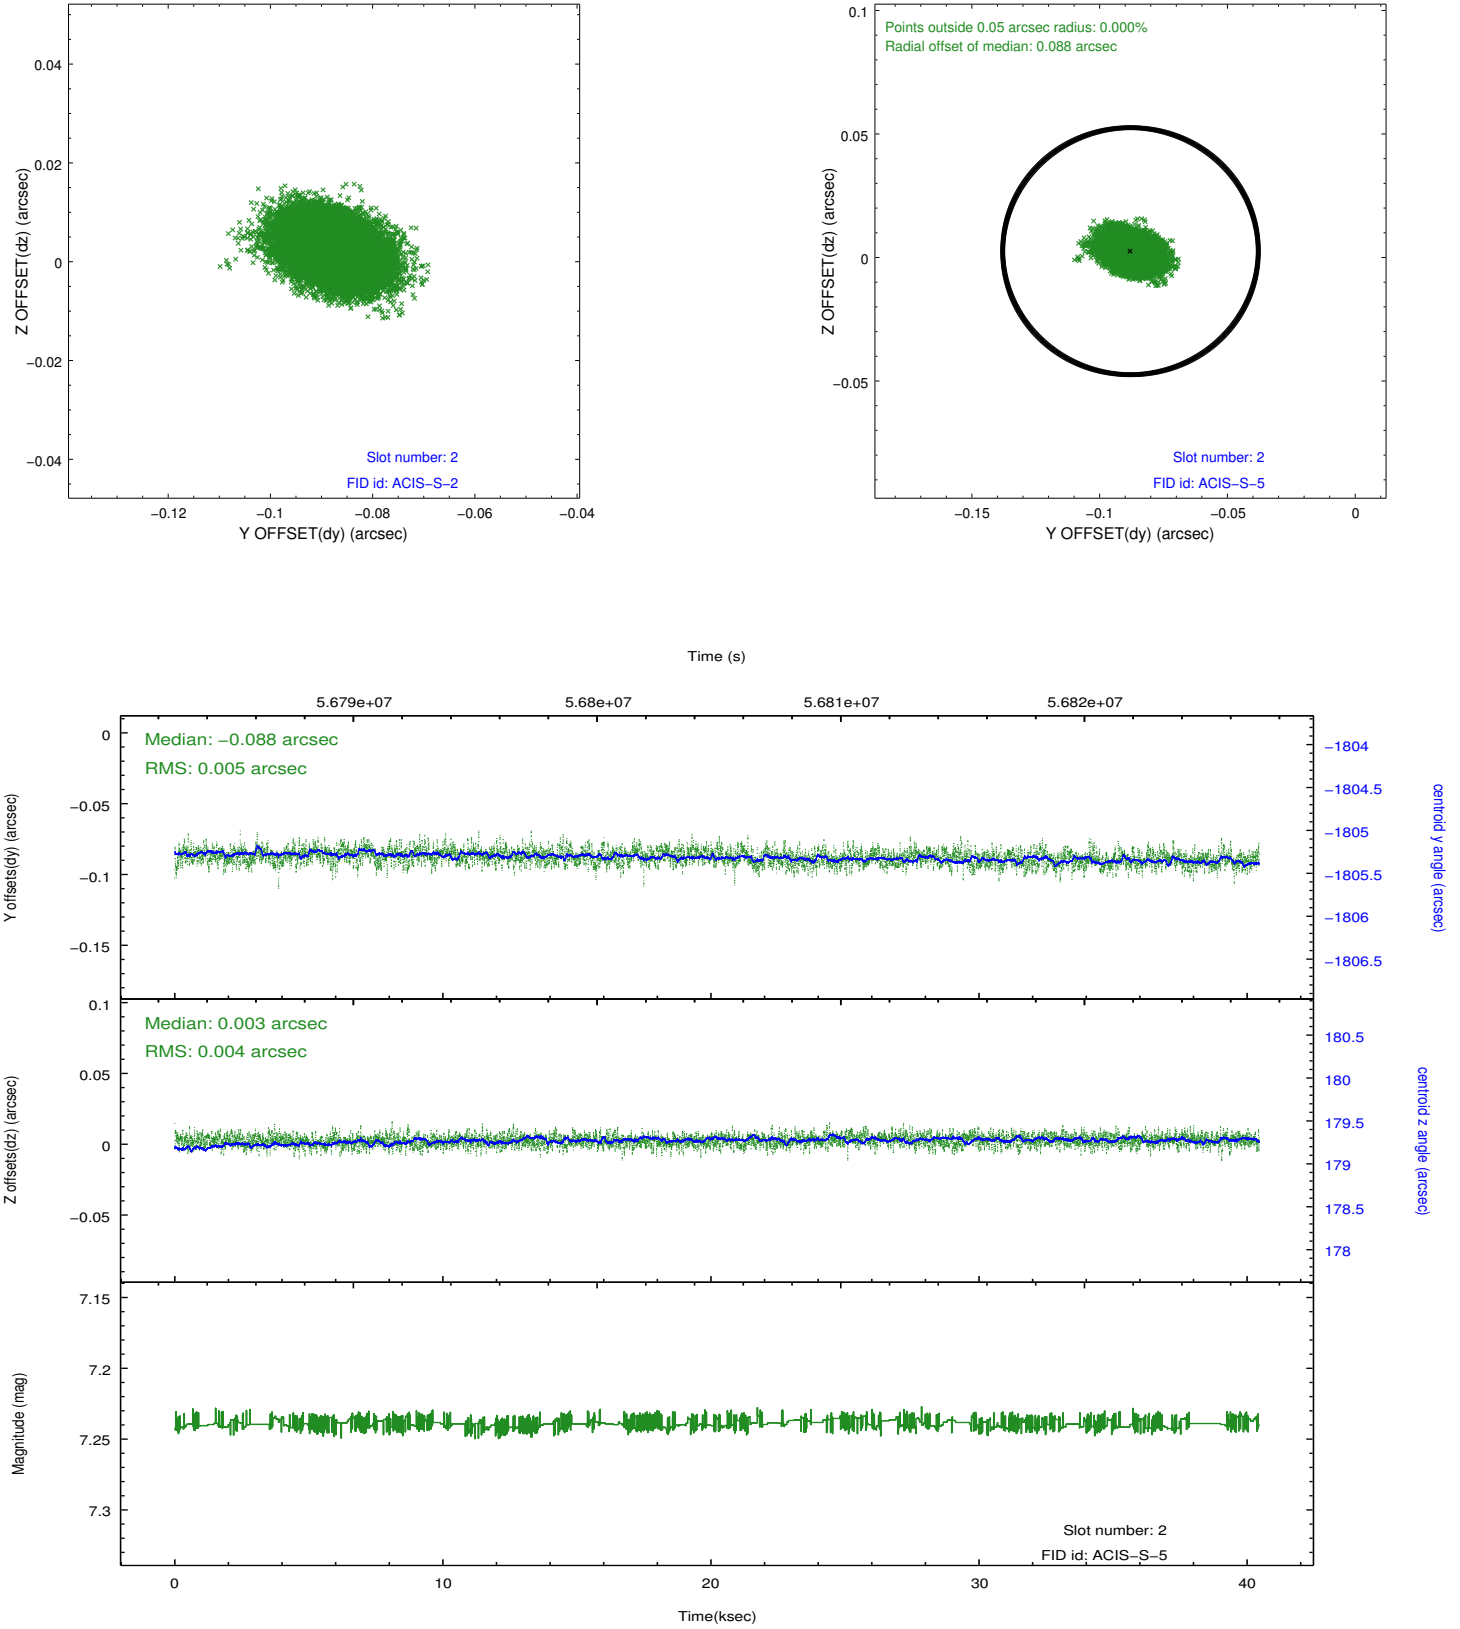 0.04
0.02
0
−0.02
−0.04
Z OFFSET(dz) (arcsec)
Slot number: 2
FID id: ACIS−S−2
−0.12
−0.1
−0.08
−0.06
−0.04
Y OFFSET(dy) (arcsec)
Points outside 0.05 arcsec radius: 0.000%
Radial offset of median: 0.088 arcsec
0.1
0.05
0
−0.05
Z OFFSET(dz) (arcsec)
Slot number: 2
FID id: ACIS−S−5
−0.15
−0.1
−0.05
0
Y OFFSET(dy) (arcsec)
Time (s)
5.679e+07
5.68e+07
5.681e+07
5.682e+07
Median: −0.088 arcsec
RMS: 0.005 arcsec
0
−0.05
−0.1
−0.15
Y offsets(dy) (arcsec)
−1804
−1804.5
−1805
−1805.5
−1806
−1806.5
centroid y angle (arcsec)
Median: 0.003 arcsec
RMS: 0.004 arcsec
0.1
0.05
0
−0.05
Z offsets(dz) (arcsec)
180.5
180
179.5
179
178.5
178
centroid z angle (arcsec)
7.15
7.2
7.25
7.3
Magnitude (mag)
Slot number: 2
FID id: ACIS−S−5
0
10
20
30
40
Time(ksec)